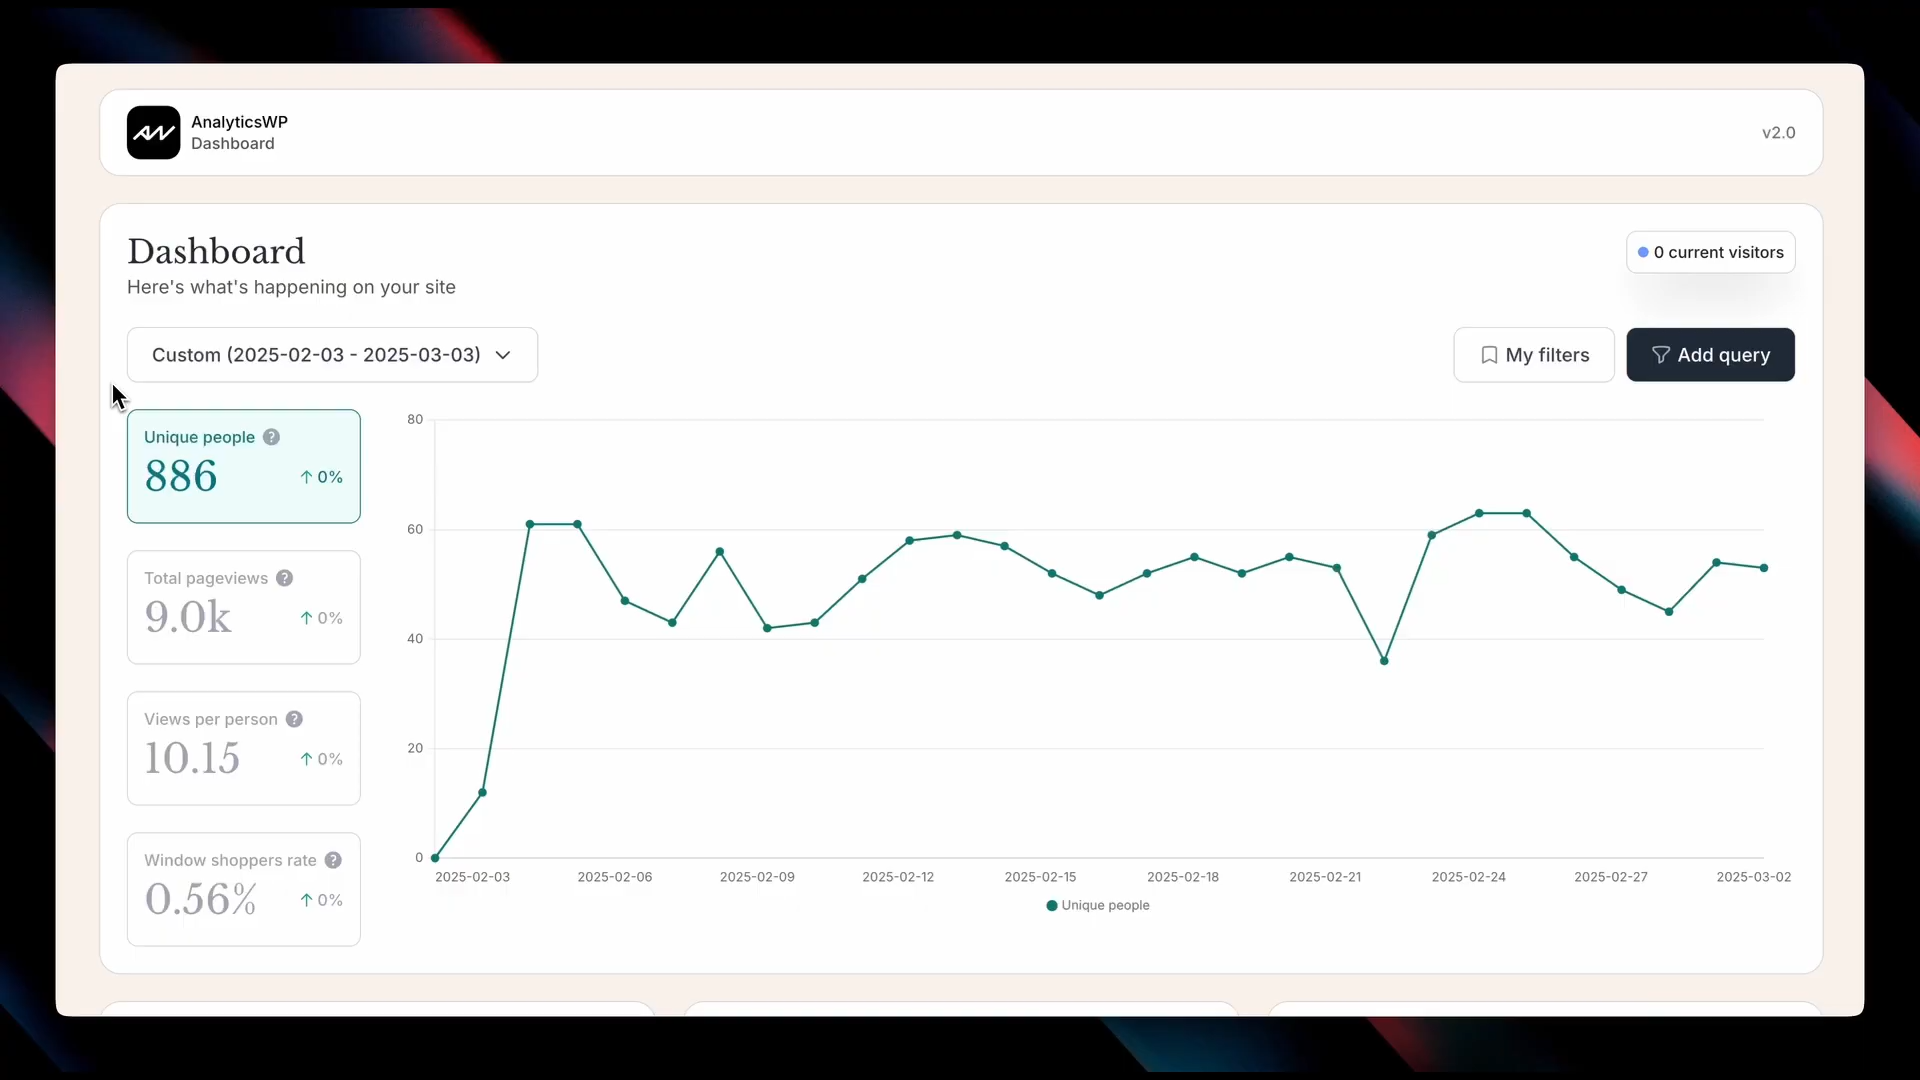 AnalyticsWP
Dashboard
v2.0
Dashboard
Here's what's happening on your site
0 current visitors
Custom (2025-02-03 - 2025-03-03)
My filters
Add query
Unique people ?
886
↑ 0%
Total pageviews ?
9.0k
↑ 0%
Views per person ?
10.15
↑ 0%
Window shoppers rate ?
0.56%
↑ 0%
80
60
40
20
0
2025-02-03 2025-02-06 2025-02-09 2025-02-12 2025-02-15 2025-02-18 2025-02-21 2025-02-24 2025-02-27 2025-03-02
Unique people